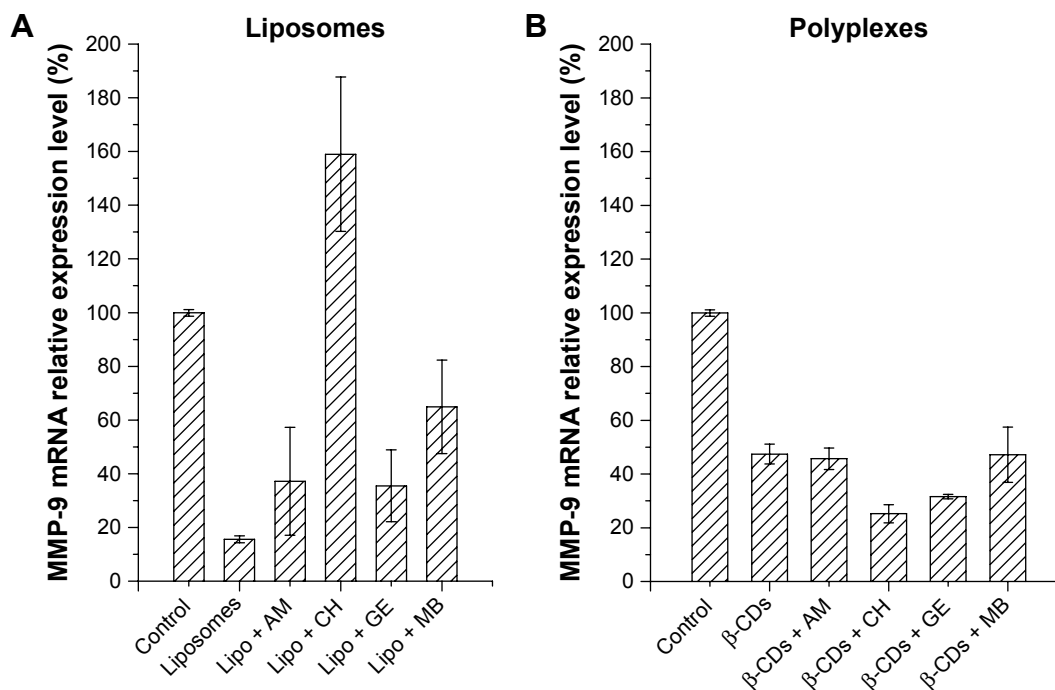 A
Liposomes
MMP-9 mRNA relative expression level (%)
200
180
160
140
120
100
80
60
40
20
0
Control
Liposomes
Lipo + AM
Lipo + CH
Lipo + GE
Lipo + MB
B
Polyplexes
MMP-9 mRNA relative expression level (%)
200
180
160
140
120
100
80
60
40
20
0
Control
β-CDs
β-CDs + AM
β-CDs + CH
β-CDs + GE
β-CDs + MB